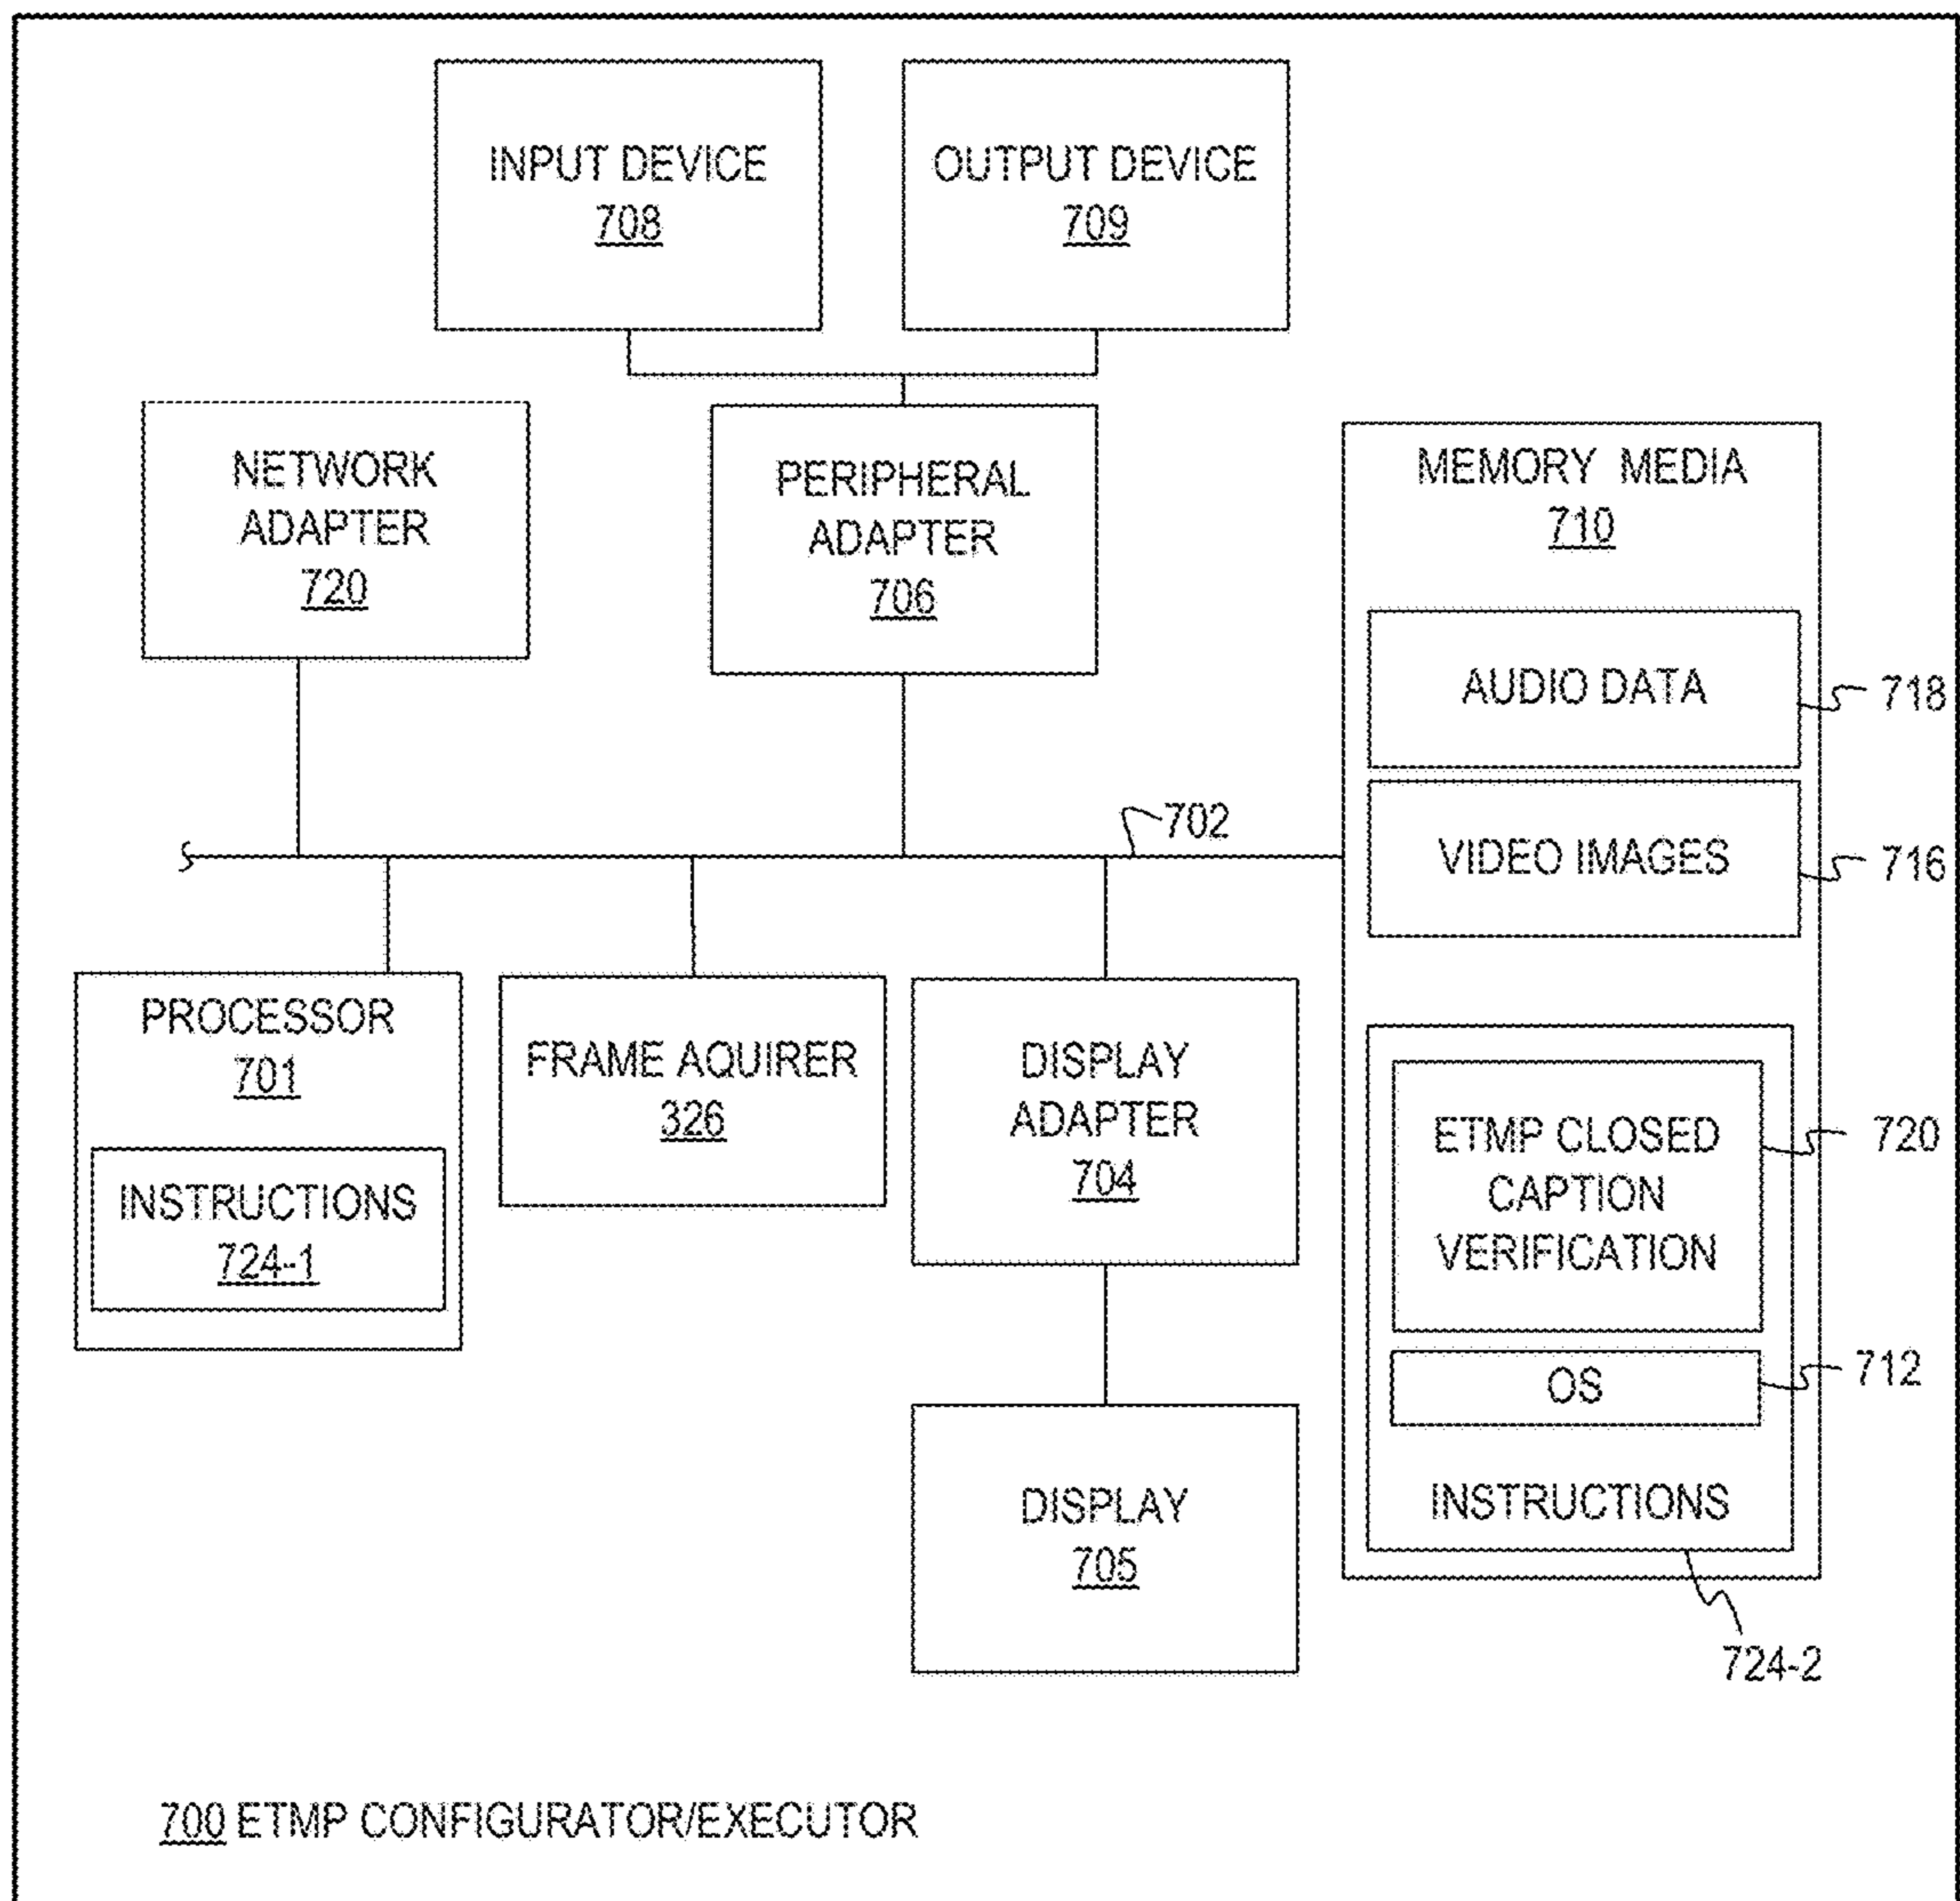 INPUT DEVICE
708
OUTPUT DEVICE
709
NETWORK
ADAPTER
720
PERIPHERAL
ADAPTER
706
MEMORY MEDIA
710
AUDIO DATA
718
VIDEO IMAGES
716
702
PROCESSOR
701
INSTRUCTIONS
724-1
FRAME AQUIRER
326
DISPLAY
ADAPTER
704
ETMP CLOSED
CAPTION
VERIFICATION
720
OS
712
INSTRUCTIONS
724-2
DISPLAY
705
700 ETMP CONFIGURATOR/EXECUTOR